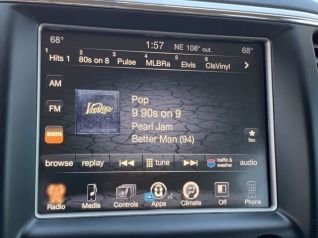 68° 1:57 NE 108° out. 68°
1 Hits 1 2 80s on 8 3 Pulse 4 MLBRa 5 Elvis 6 ClsVinyl
AM
FM
Pop
9 90s on 9
Pearl Jam
Better Man (94)
fav.
browse replay tune traffic & weather audio
Radio Media Controls Apps Climate Off Phone